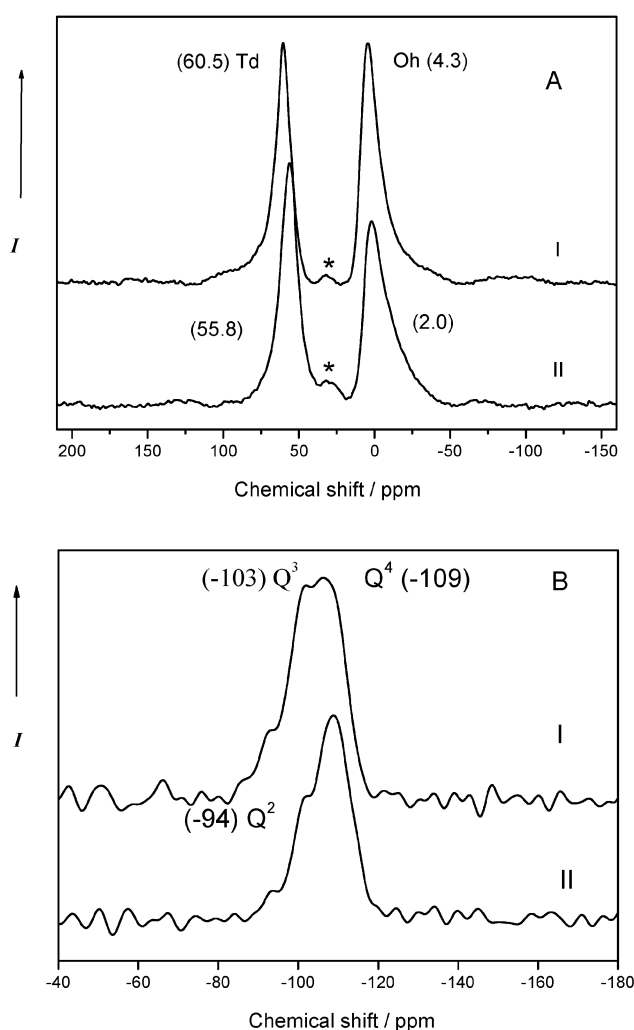 (60.5) Td
Oh (4.3)
A
*
I
I
(55.8)
(2.0)
*
II
200 150 100 50 0 -50 -100 -150
Chemical shift / ppm
(-103) Q³
Q⁴ (-109)
B
I
I
(-94) Q²
II
-40 -60 -80 -100 -120 -140 -160 -180
Chemical shift / ppm